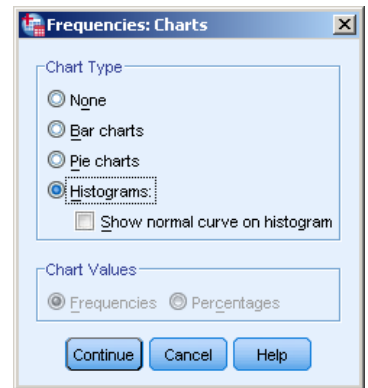 Frequencies: Charts
Chart Type
None
Bar charts
Pie charts
Histograms:
Show normal curve on histogram
Chart Values
Frequencies Percentages
Continue Cancel Help